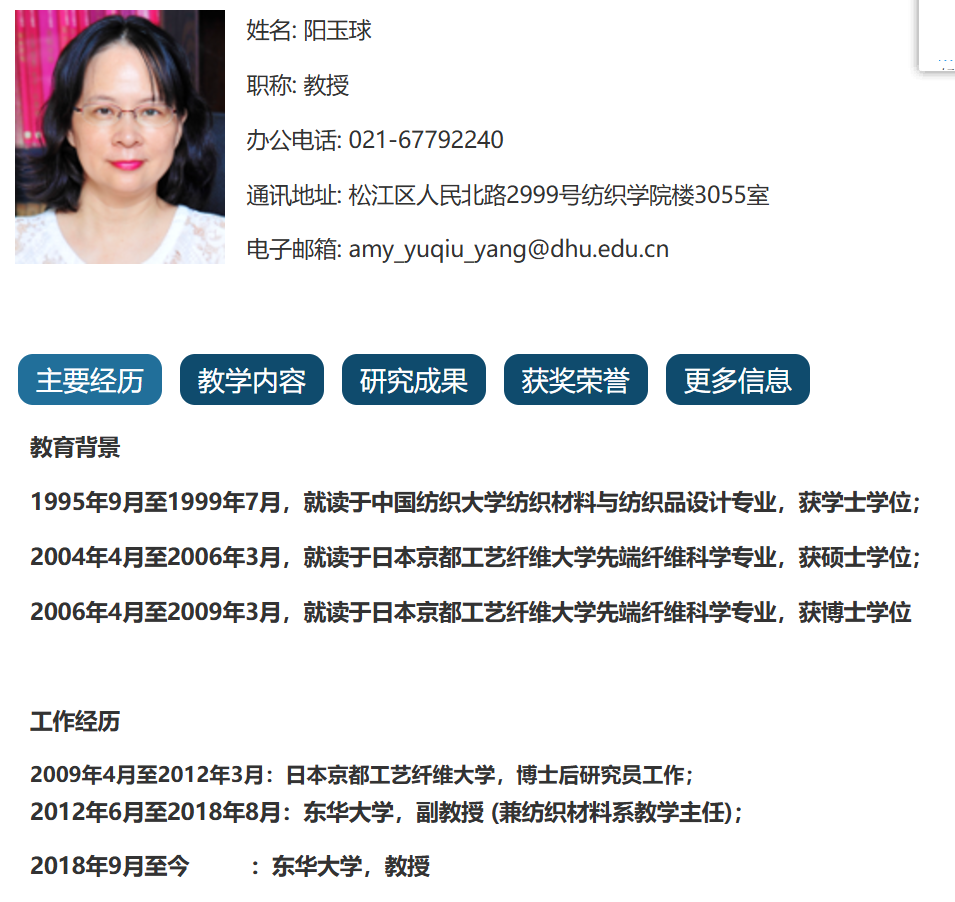 姓名: 阳玉球
职称: 教授
办公电话: 021-67792240
通讯地址: 松江区人民北路2999号纺织学院楼3055室
电子邮箱: amy_yuqiu_yang@dhu.edu.cn
主要经历 教学内容 研究成果 获奖荣誉 更多信息
教育背景
1995年9月至1999年7月，就读于中国纺织大学纺织材料与纺织品设计专业，获学士学位；
2004年4月至2006年3月，就读于日本京都工艺纤维大学先端纤维科学专业，获硕士学位；
2006年4月至2009年3月，就读于日本京都工艺纤维大学先端纤维科学专业，获博士学位
工作经历
2009年4月至2012年3月：日本京都工艺纤维大学，博士后研究员工作；
2012年6月至2018年8月：东华大学，副教授 (兼纺织材料系教学主任)；
2018年9月至今 ：东华大学，教授